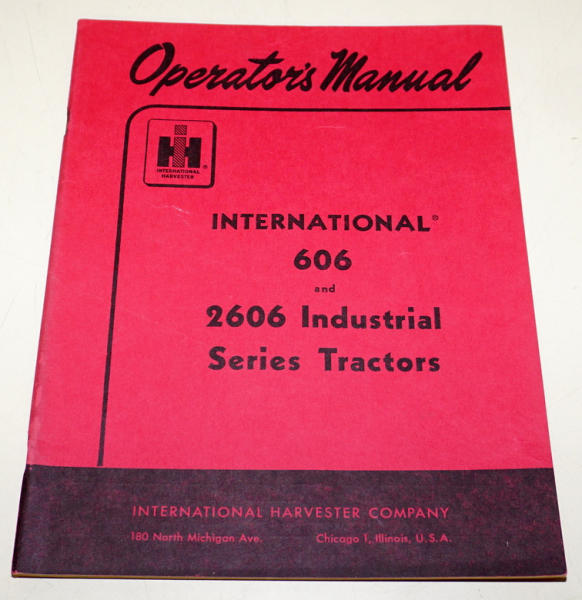 Operator's Manual
IH ®
INTERNATIONAL
HARVESTER
INTERNATIONAL®
606
and
2606 Industrial
Series Tractors
INTERNATIONAL HARVESTER COMPANY
180 North Michigan Ave. Chicago 1, Illinois, U.S.A.